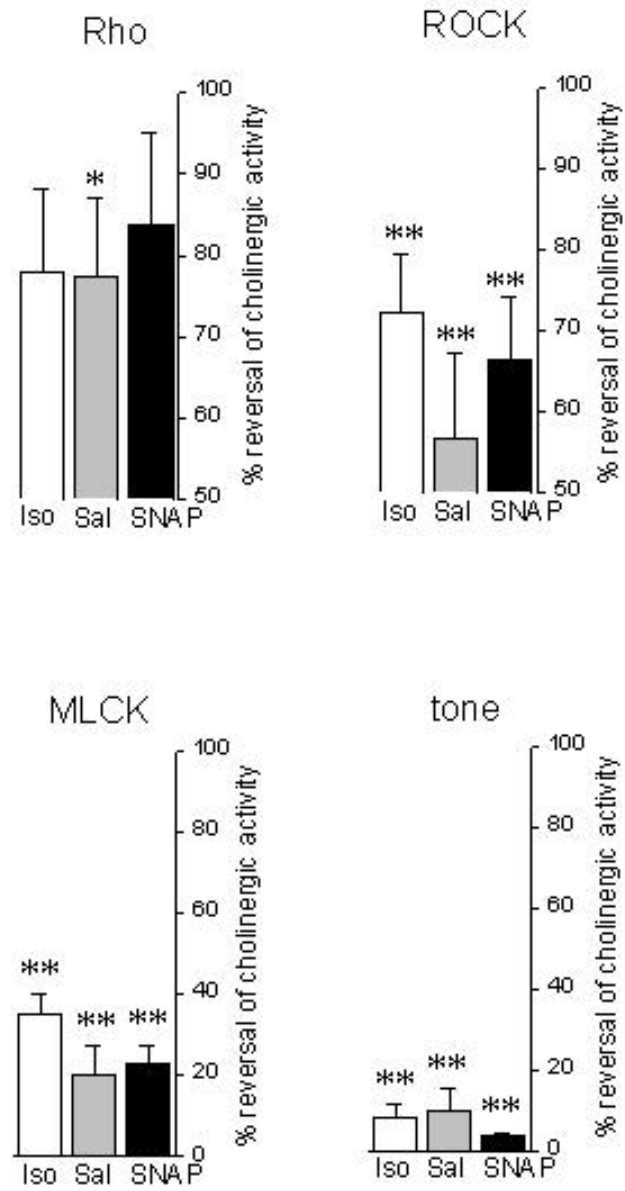 Rho
*
100
90
80
70
60
50
% reversal of cholinergic activity
Iso Sal SNAP
ROCK
**
**
**
100
90
80
70
60
50
% reversal of cholinergic activity
Iso Sal SNAP
MLCK
**
**
**
100
80
60
40
20
0
% reversal of cholinergic activity
Iso Sal SNAP
tone
**
**
**
100
80
60
40
20
0
% reversal of cholinergic activity
Iso Sal SNAP